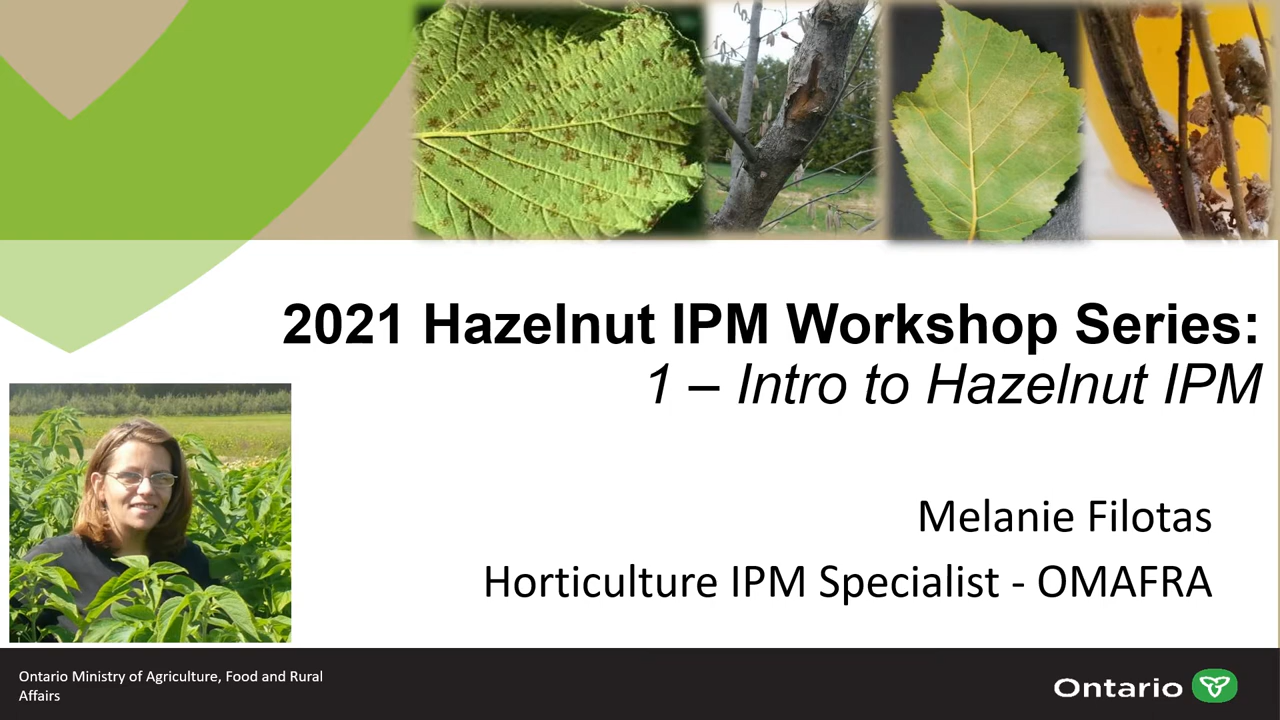 2021 Hazelnut IPM Workshop Series:
1 – Intro to Hazelnut IPM
Melanie Filotas
Horticulture IPM Specialist - OMAFRA
Ontario Ministry of Agriculture, Food and Rural
Affairs
Ontario